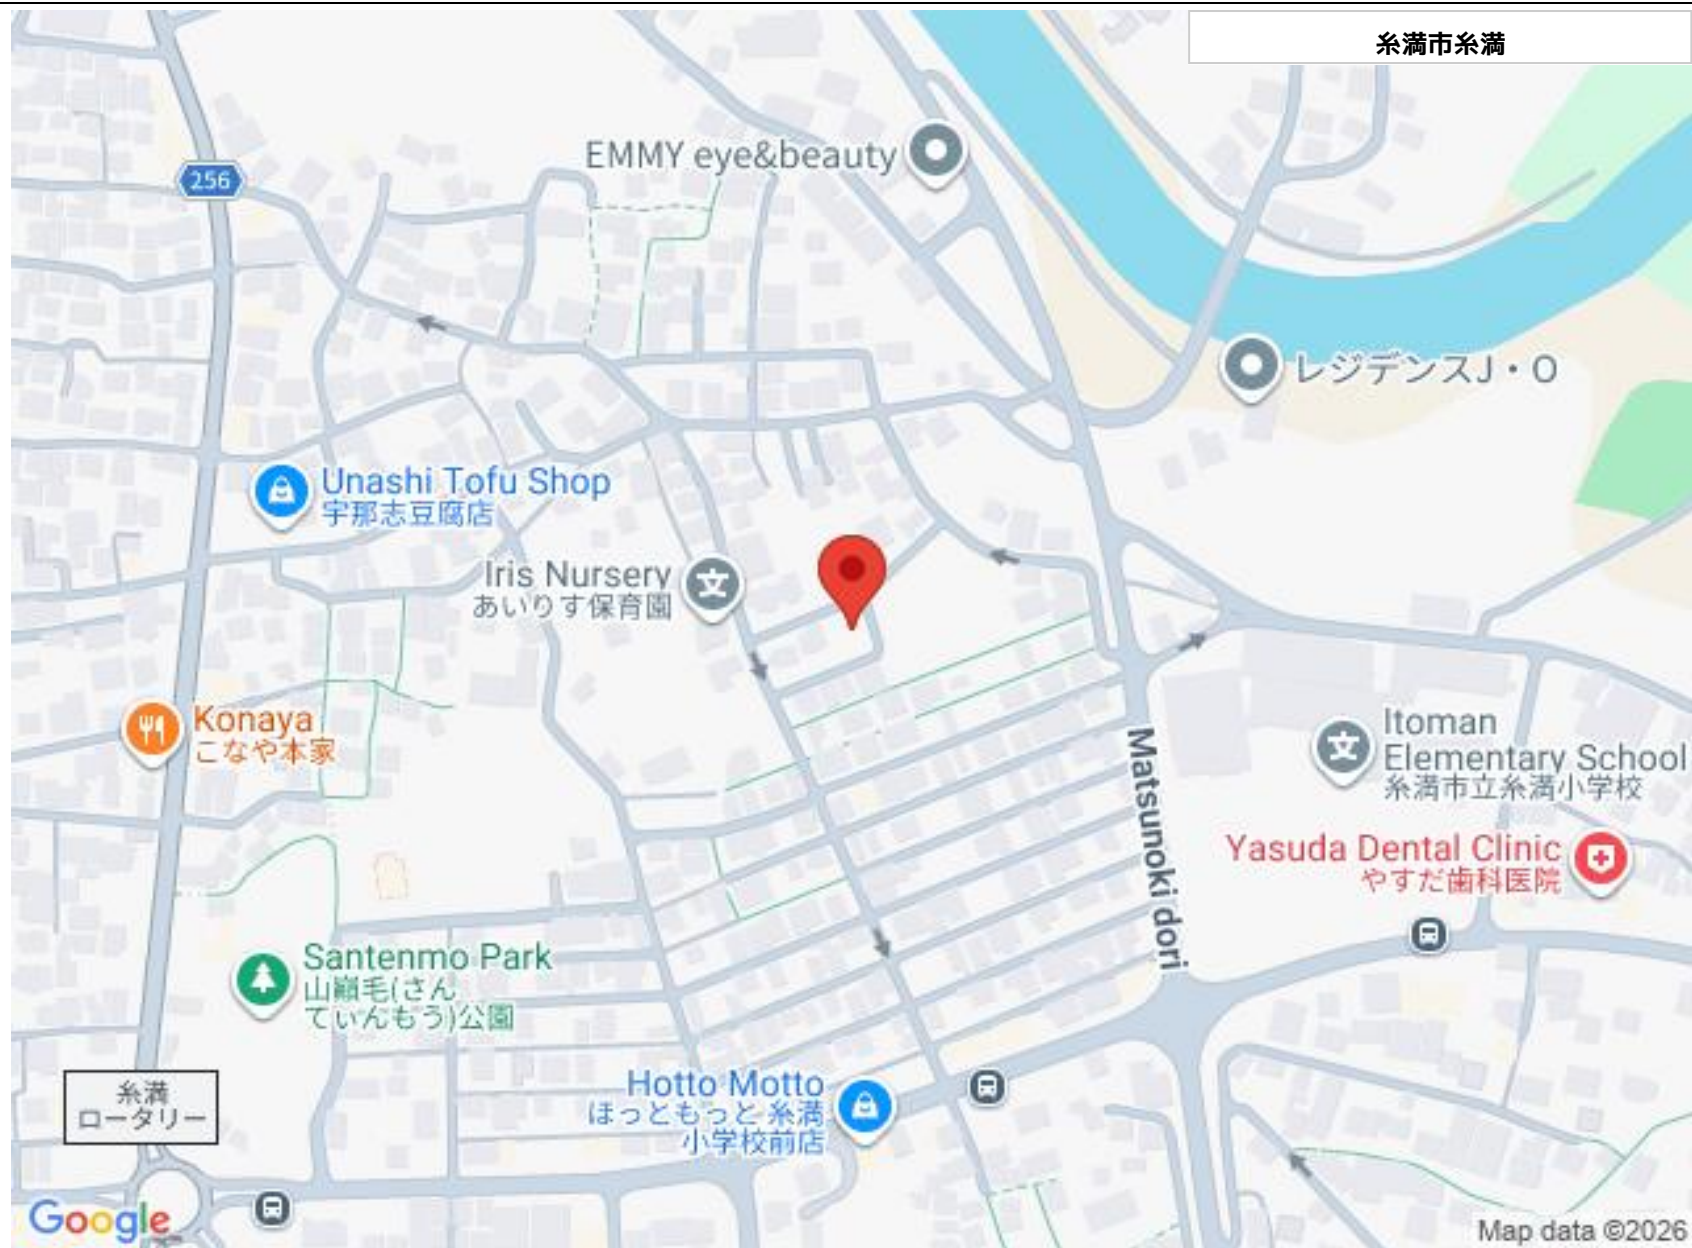 糸満市糸満
EMMY eye&beauty
256
レジデンスJ・O
Unashi Tofu Shop
宇那志豆腐店
Iris Nursery
あいりす保育園
Konaya
こなや本家
Itoman
Elementary School
糸満市立糸満小学校
Matsunoki dori
Yasuda Dental Clinic
やすだ歯科医院
Santenmo Park
山巓毛(さん
てぃんもう)公園
Hotto Motto
ほっともっと 糸満
小学校前店
糸満
ロータリー
Google
Map data ©2026